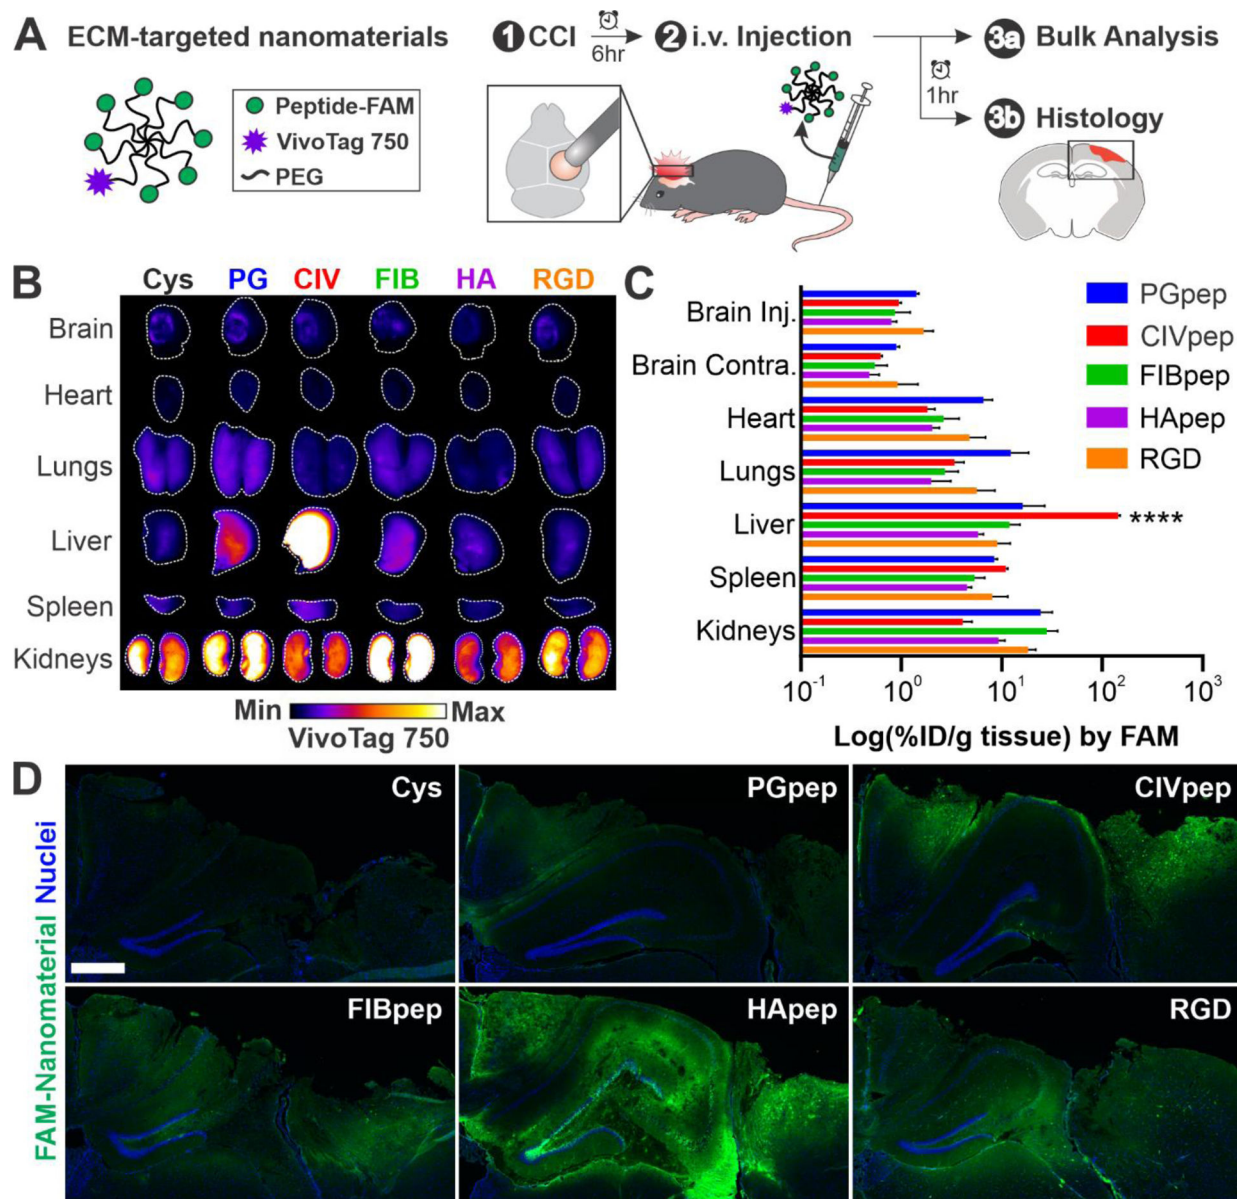 A ECM-targeted nanomaterials
Peptide-FAM
VivoTag 750
PEG
1 CCI
6hr
2 i.v. Injection
1hr
3a Bulk Analysis
3b Histology
B
Cys PG CIV FIB HA RGD
Brain
Heart
Lungs
Liver
Spleen
Kidneys
Min Max
VivoTag 750
C
Brain Inj.
Brain Contra.
Heart
Lungs
Liver
Spleen
Kidneys
****
PGpep
CIVpep
FIBpep
HApep
RGD
10⁻¹ 10⁰ 10¹ 10² 10³
Log(%ID/g tissue) by FAM
D
FAM-Nanomaterial Nuclei
Cys
PGpep
CIVpep
FIBpep
HApep
RGD